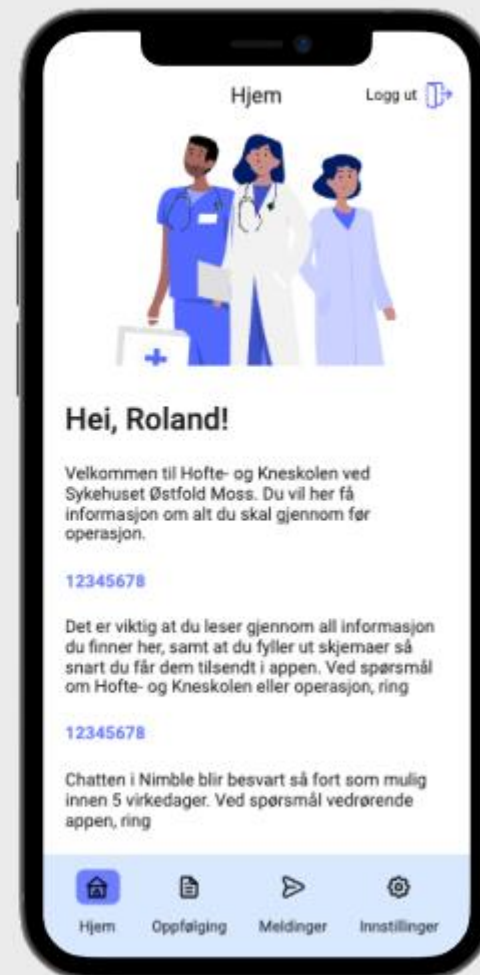 Hjem
Logg ut
Hei, Roland!
Velkommen til Hofte- og Kneskolen ved
Sykehuset Østfold Moss. Du vil her få
informasjon om alt du skal gjennom før
operasjon.
12345678
Det er viktig at du leser gjennom all informasjon
du finner her, samt at du fyller ut skjemaer så
snart du får dem tilsendt i appen. Ved spørsmål
om Hofte- og Kneskolen eller operasjon, ring
12345678
Chatten i Nimble blir besvart så fort som mulig
innen 5 virkedager. Ved spørsmål vedrørende
appen, ring
Hjem
Oppfølging
Meldinger
Innstillinger